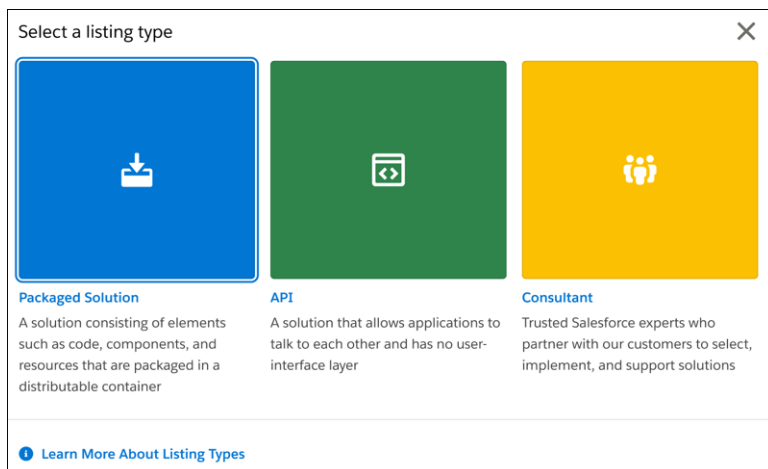 Select a listing type
Packaged Solution
A solution consisting of elements
such as code, components, and
resources that are packaged in a
distributable container
API
A solution that allows applications to
talk to each other and has no user-
interface layer
Consultant
Trusted Salesforce experts who
partner with our customers to select,
implement, and support solutions
Learn More About Listing Types